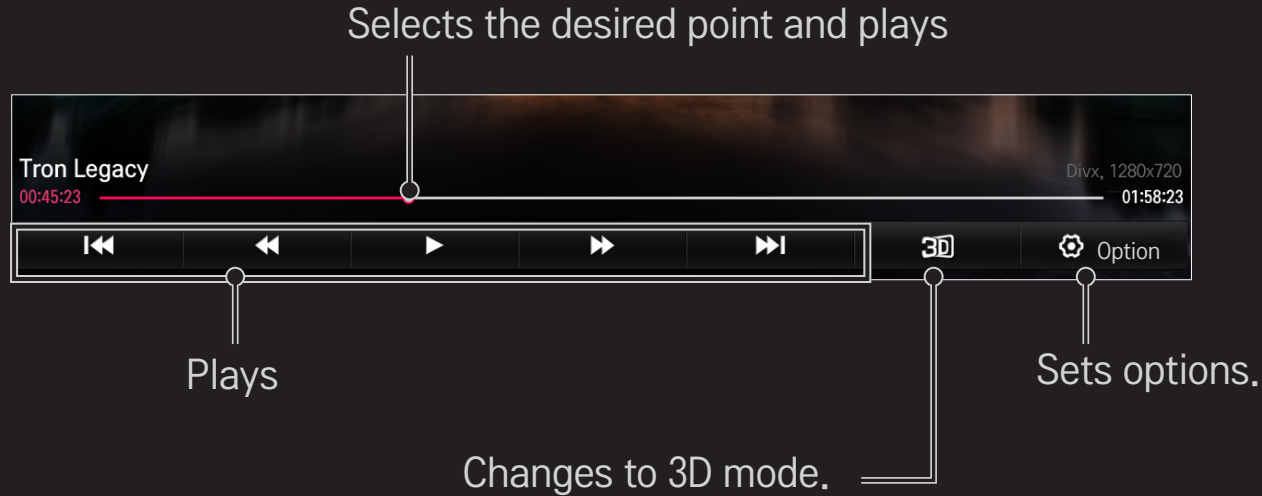 Selects the desired point and plays
Tron Legacy
Divx, 1280x720
00:45:23
01:58:23
3D
Option
Plays
Sets options.
Changes to 3D mode.